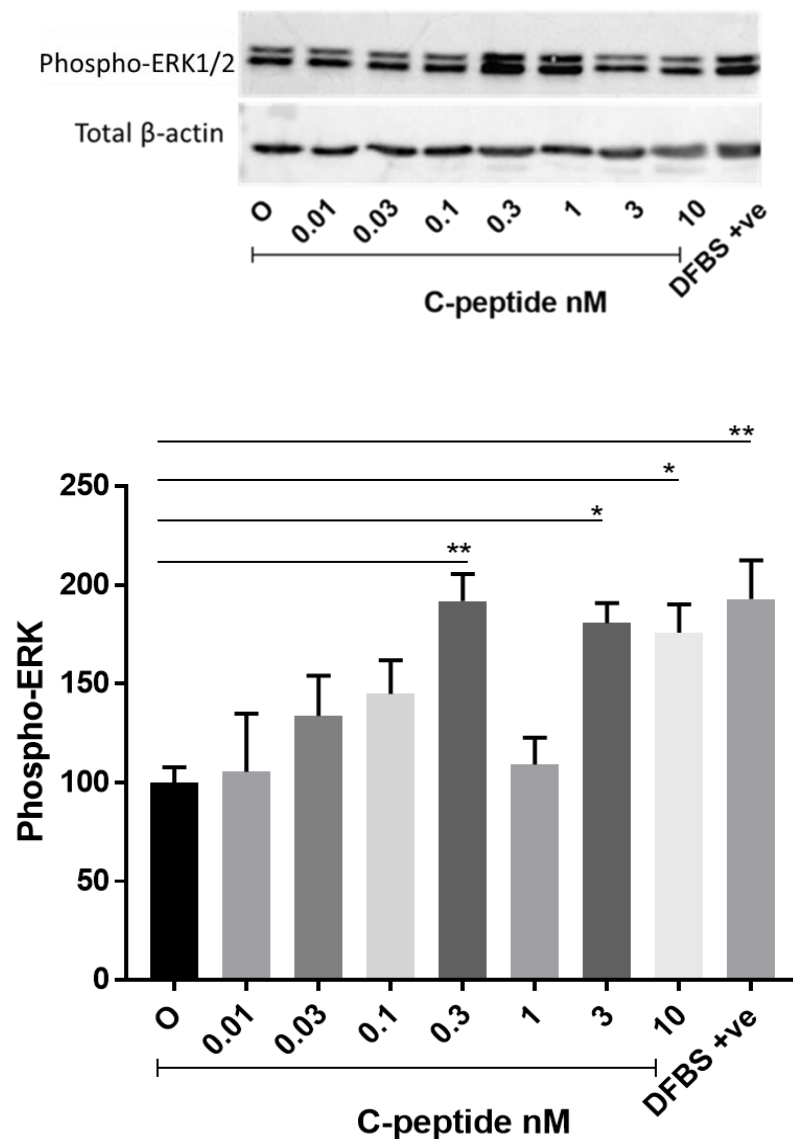 Phospho-ERK1/2
Total β-actin
O 0.01 0.03 0.1 0.3 1 3 10 DFBS +ve
C-peptide nM
**
*
*
**
Phospho-ERK
250
200
150
100
50
0
O 0.01 0.03 0.1 0.3 1 3 10 DFBS +ve
C-peptide nM